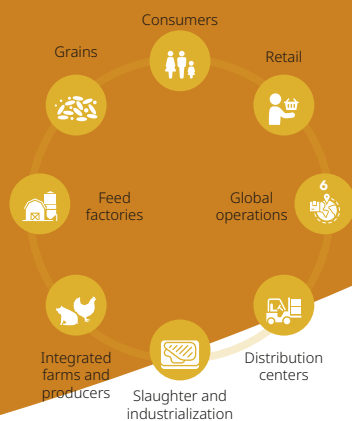 Consumers
Grains
Retail
6
Feed
factories
Global
operations
Integrated
farms and
producers
Distribution
centers
Slaughter and
industrialization